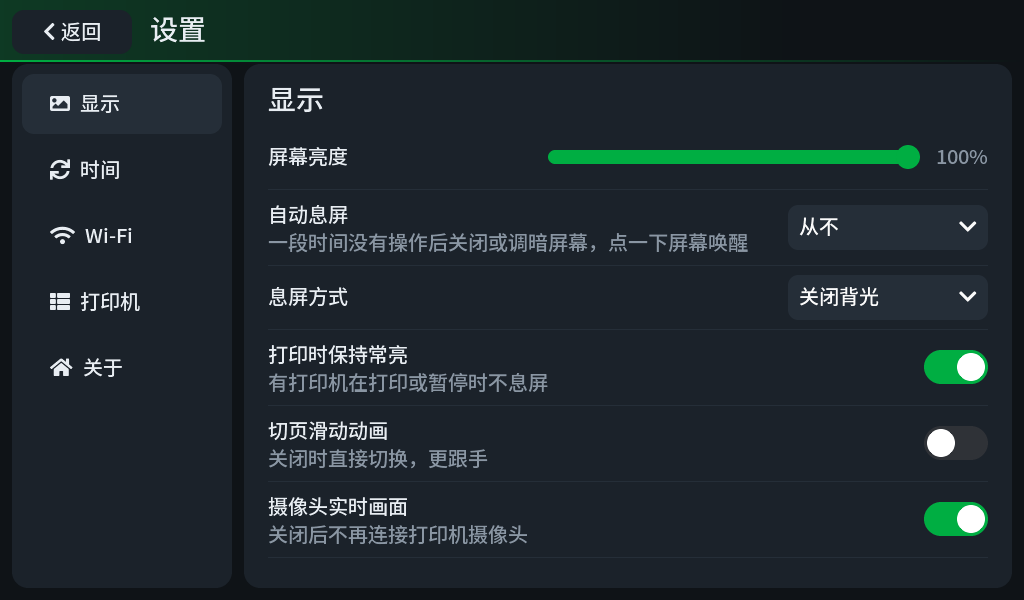 返回
设置
显示
时间
Wi-Fi
打印机
关于
显示
屏幕亮度
100%
自动息屏
一段时间没有操作后关闭或调暗屏幕，点一下屏幕唤醒
从不
息屏方式
关闭背光
打印时保持常亮
有打印机在打印或暂停时不息屏
切页滑动动画
关闭时直接切换，更跟手
摄像头实时画面
关闭后不再连接打印机摄像头